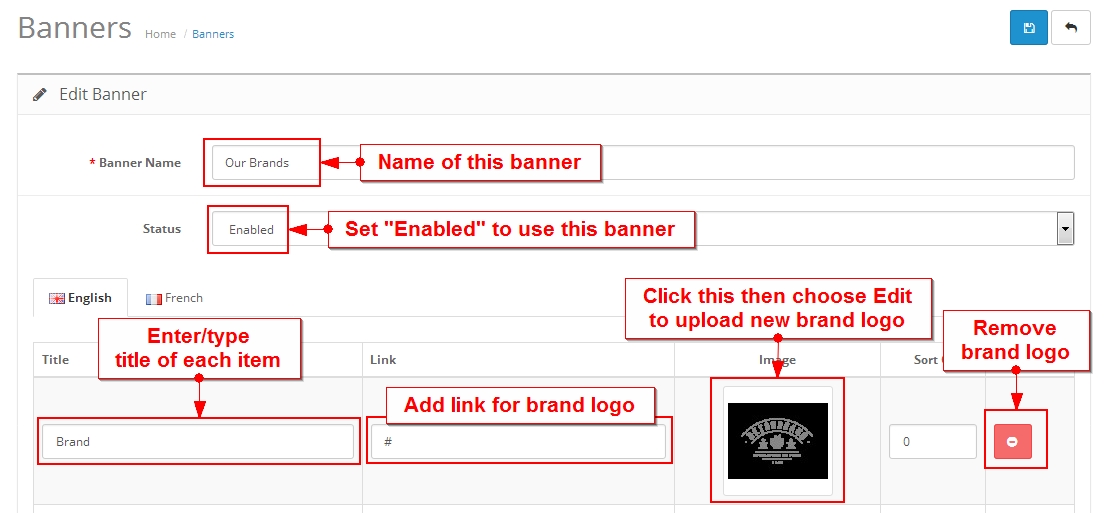 Banners Home / Banners
Edit Banner
* Banner Name
Our Brands
Name of this banner
Status
Enabled
Set "Enabled" to use this banner
English
French
Click this then choose Edit
to upload new brand logo
Enter/type
title of each item
Remove
brand logo
Title
Link
Image
Sort
Add link for brand logo
Brand
#
0